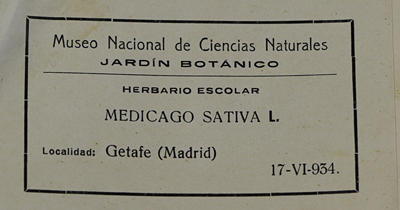 Museo Nacional de Ciencias Naturales
JARDÍN BOTÁNICO
HERBARIO ESCOLAR
MEDICAGO SATIVA L.
Localidad: Getafe (Madrid)
17-VI-934.